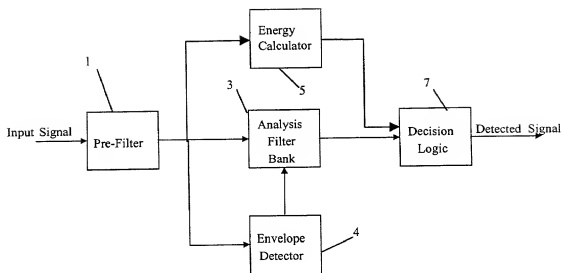 Energy
Calculator
5
1
3
7
Input Signal
Pre-Filter
Analysis
Filter
Bank
Decision
Logic
Detected Signal
Envelope
Detector
4